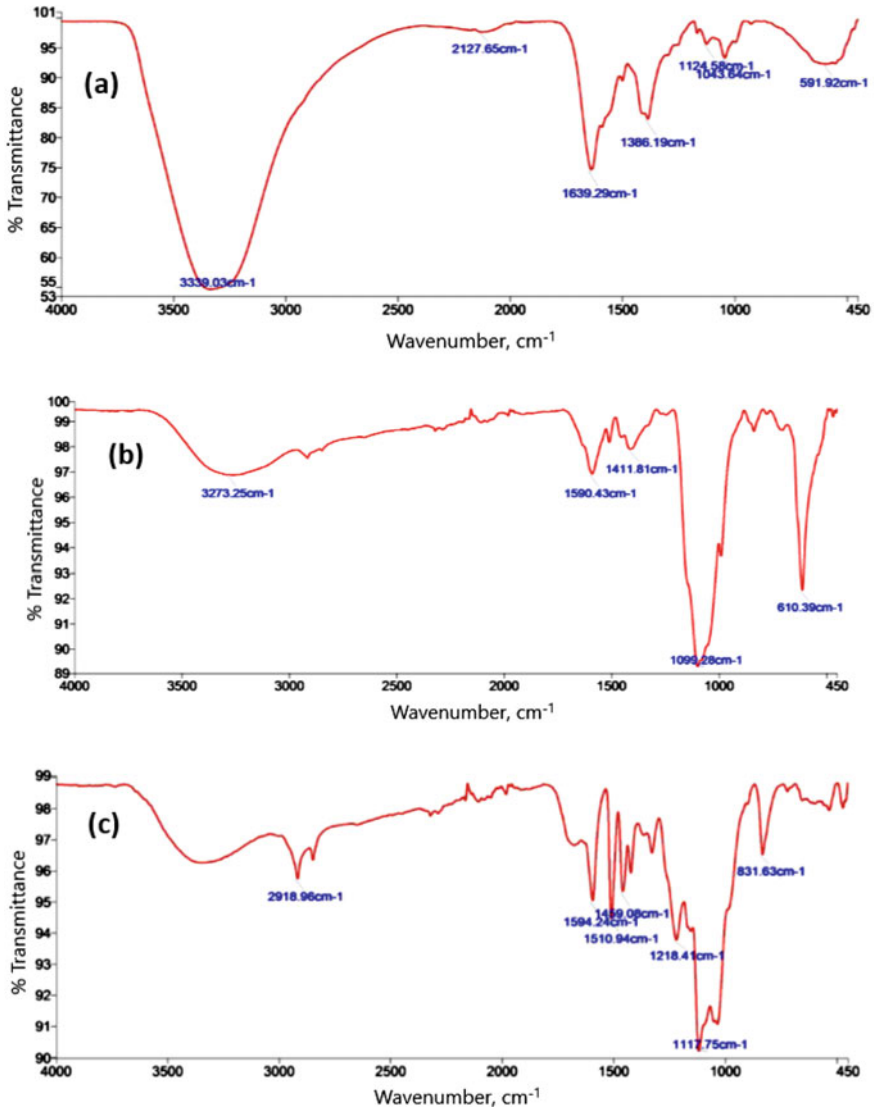 101
95
90
85
80
75
70
65
60
55
53
% Transmittance
(a)
2127.65cm-1
1124.58cm-1
1043.64cm-1
591.92cm-1
1386.19cm-1
1639.29cm-1
3339.03cm-1
4000 3500 3000 2500 2000 1500 1000 450
Wavenumber, cm-1
100
99
98
97
96
95
94
93
92
91
90
89
% Transmittance
(b)
1411.81cm-1
3273.25cm-1
1590.43cm-1
610.39cm-1
1099.28cm-1
4000 3000 2500 2000 1500 1000 450
Wavenumber, cm-1
99
98
97
96
95
94
93
92
91
90
% Transmittance
(c)
831.63cm-1
2918.96cm-1
1459.08cm-1
1594.24cm-1
1510.94cm-1
1218.41cm-1
1117.75cm-1
4000 3500 3000 2500 2000 1500 1000 450
Wavenumber, cm-1